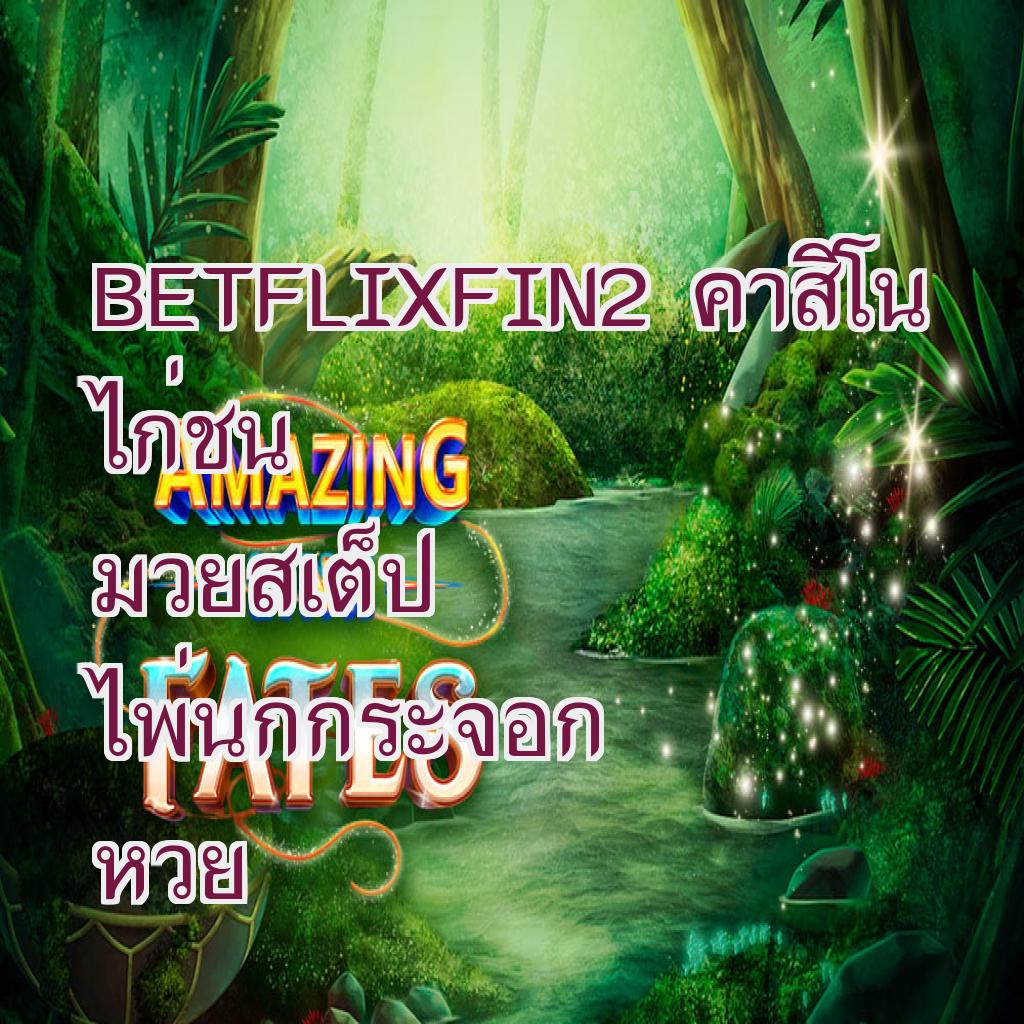 BETFLIXFIN2 คาสิโน
ไก่ชน
AMAZING
มวยสเต็ป
ไพ่นกกระจอก
FATES
หวย